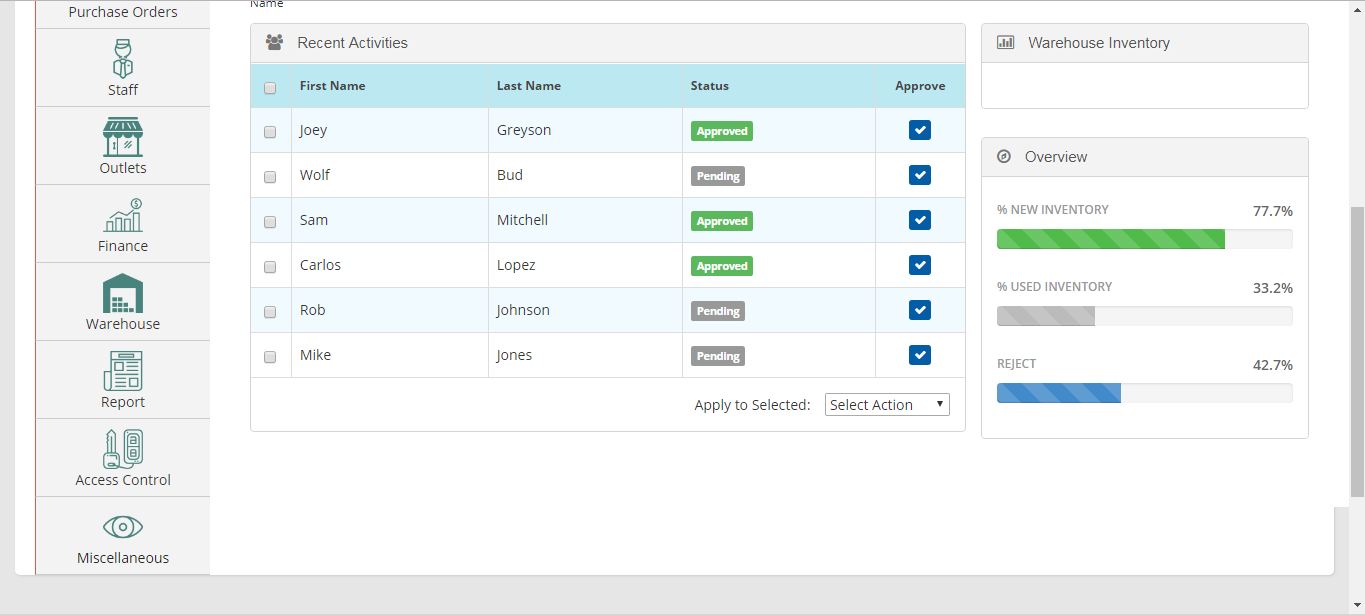 Purchase Orders
Staff
Outlets
Finance
Warehouse
Report
Access Control
Miscellaneous
Name
Recent Activities
First Name Last Name Status Approve
Joey Greyson Approved
Wolf Bud Pending
Sam Mitchell Approved
Carlos Lopez Approved
Rob Johnson Pending
Mike Jones Pending
Apply to Selected: Select Action
Warehouse Inventory
Overview
% NEW INVENTORY 77.7%
% USED INVENTORY 33.2%
REJECT 42.7%